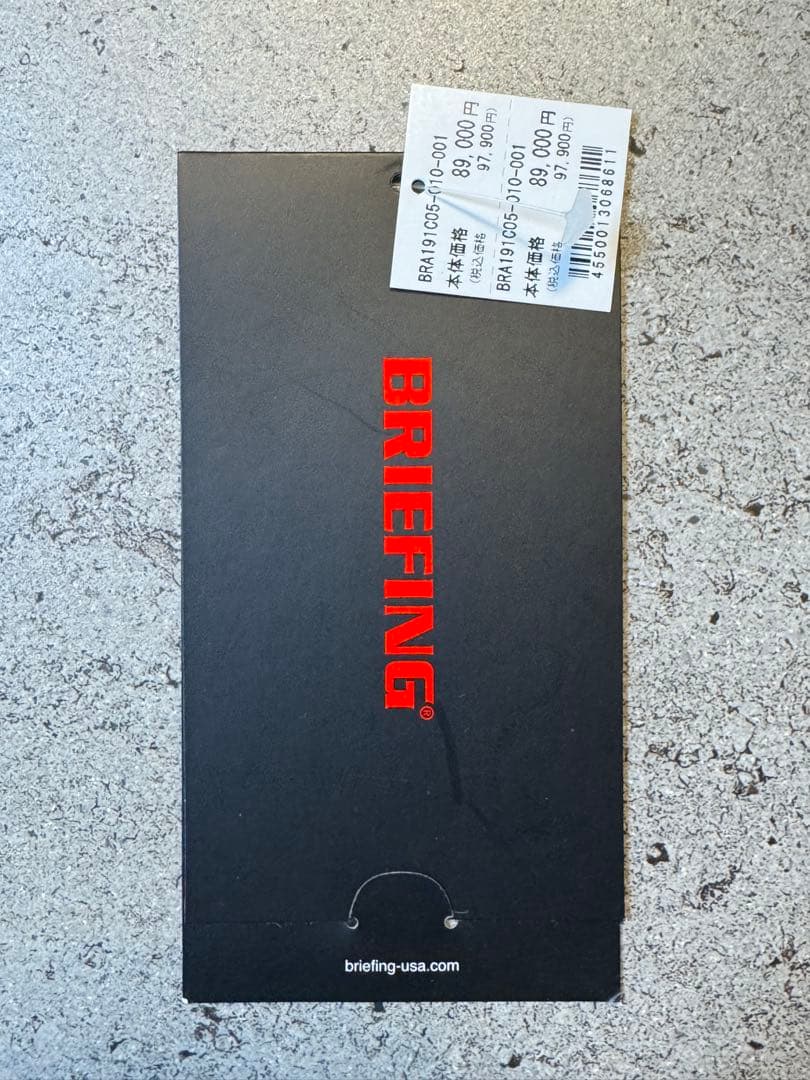 BRA191C05-010-001
本体価格 89,000円
(税込価格 97,900円)
BRA191C05-010-001
本体価格 89,000円
(税込価格 97,900円)
4550013068611
BRIEFING®
briefing-usa.com